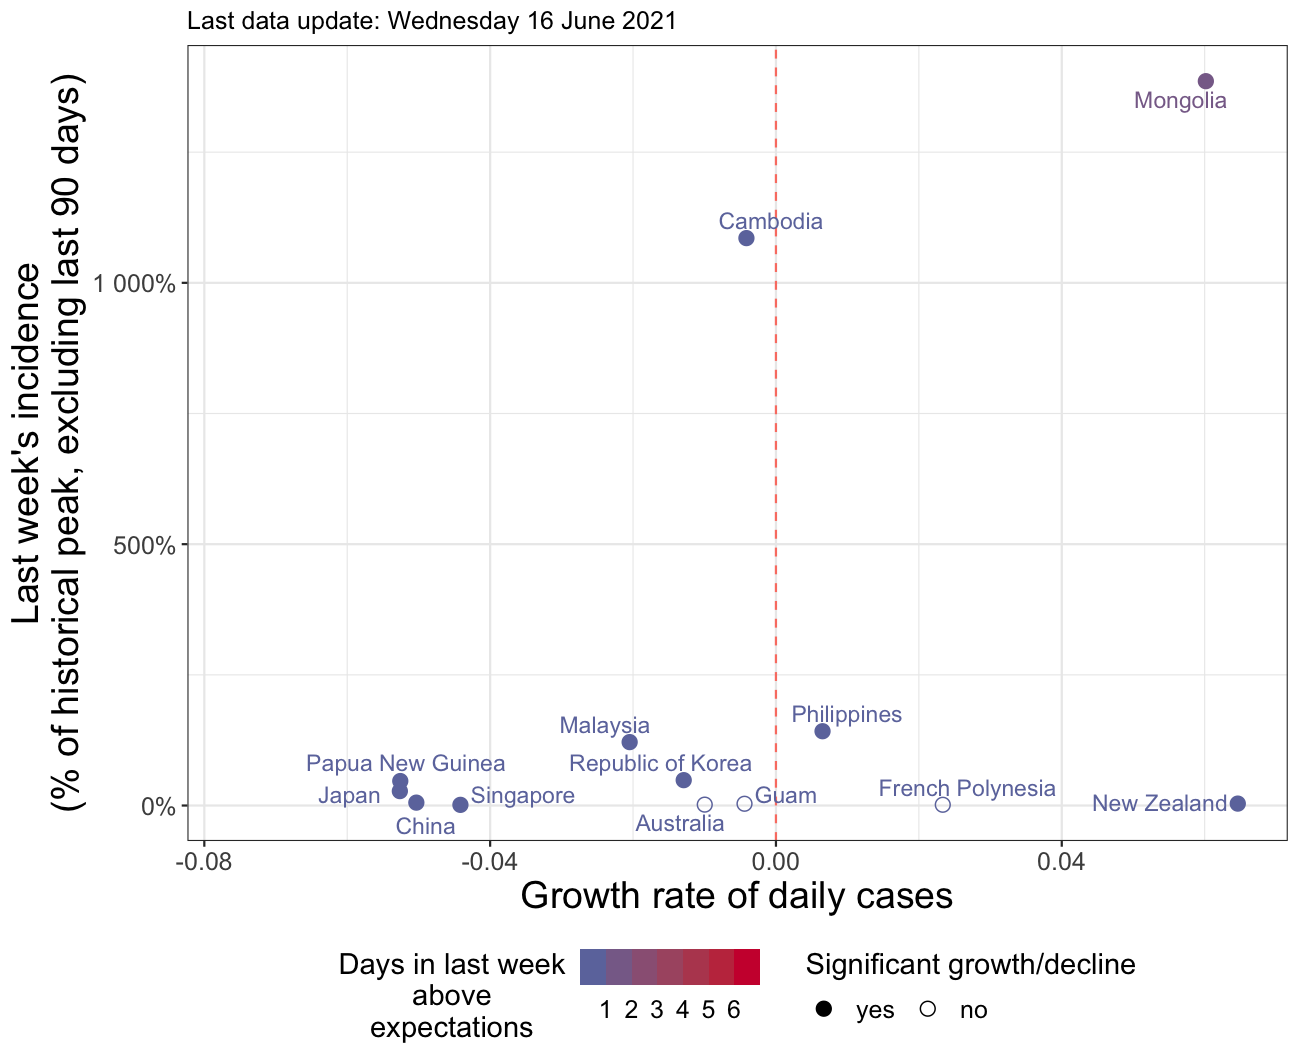 Last data update: Wednesday 16 June 2021
Last week's incidence
(% of historical peak, excluding last 90 days)
1 000%
500%
0%
Mongolia
Cambodia
Philippines
Malaysia
Papua New Guinea
Republic of Korea
French Polynesia
Japan
Singapore
Guam
New Zealand
China
Australia
-0.08
-0.04
0.00
0.04
Growth rate of daily cases
Days in last week
above
expectations
1 2 3 4 5 6
Significant growth/decline
yes
no